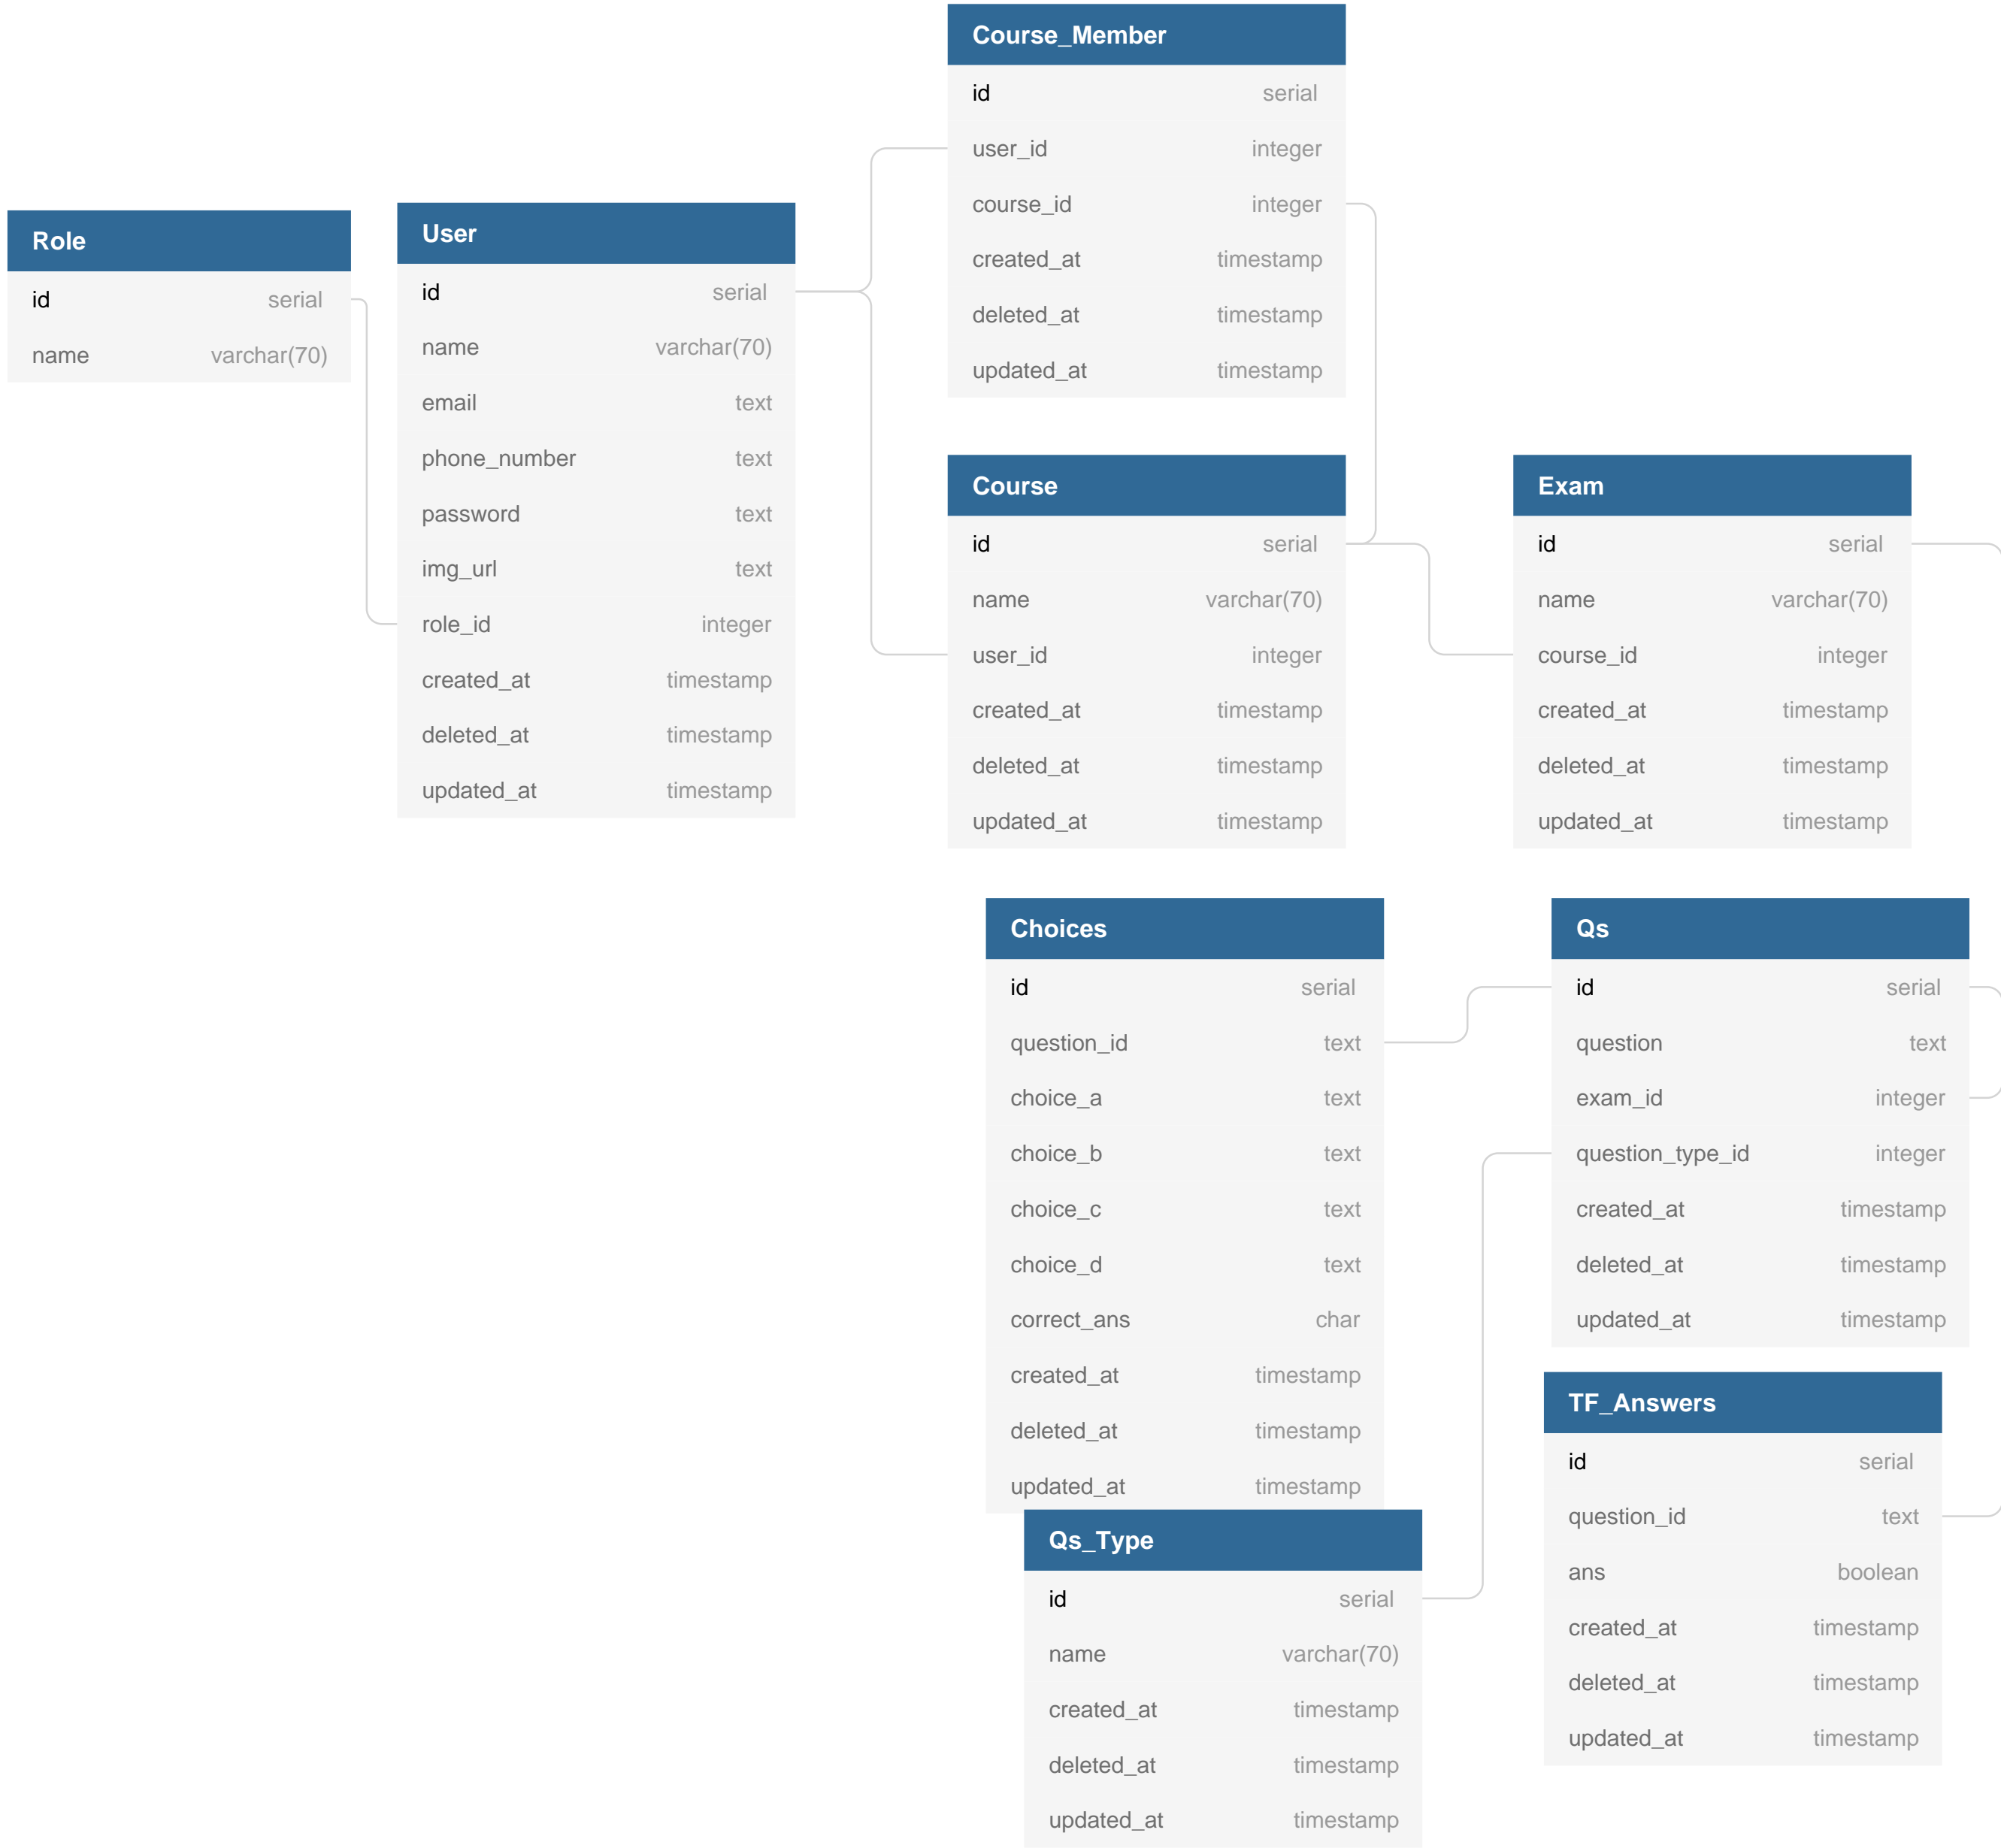 Course_Member
id serial
user_id integer
course_id integer
created_at timestamp
deleted_at timestamp
updated_at timestamp
Role
id serial
name varchar(70)
User
id serial
name varchar(70)
email text
phone_number text
password text
img_url text
role_id integer
created_at timestamp
deleted_at timestamp
updated_at timestamp
Course
id serial
name varchar(70)
user_id integer
created_at timestamp
deleted_at timestamp
updated_at timestamp
Exam
id serial
name varchar(70)
course_id integer
created_at timestamp
deleted_at timestamp
updated_at timestamp
Choices
id serial
question_id text
choice_a text
choice_b text
choice_c text
choice_d text
correct_ans char
created_at timestamp
deleted_at timestamp
updated_at timestamp
Qs
id serial
question text
exam_id integer
question_type_id integer
created_at timestamp
deleted_at timestamp
updated_at timestamp
TF_Answers
id serial
question_id text
ans boolean
created_at timestamp
deleted_at timestamp
updated_at timestamp
Qs_Type
id serial
name varchar(70)
created_at timestamp
deleted_at timestamp
updated_at timestamp